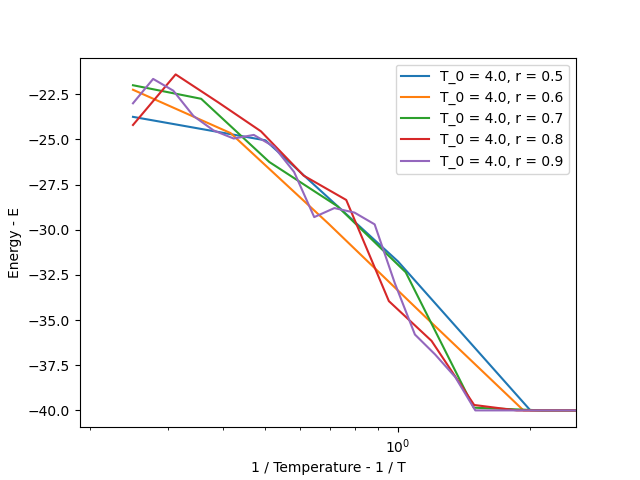 −22.5
−25.0
−27.5
−30.0
−32.5
−35.0
−37.5
−40.0
Energy - E
T_0 = 4.0, r = 0.5
T_0 = 4.0, r = 0.6
T_0 = 4.0, r = 0.7
T_0 = 4.0, r = 0.8
T_0 = 4.0, r = 0.9
10⁰
1 / Temperature - 1 / T